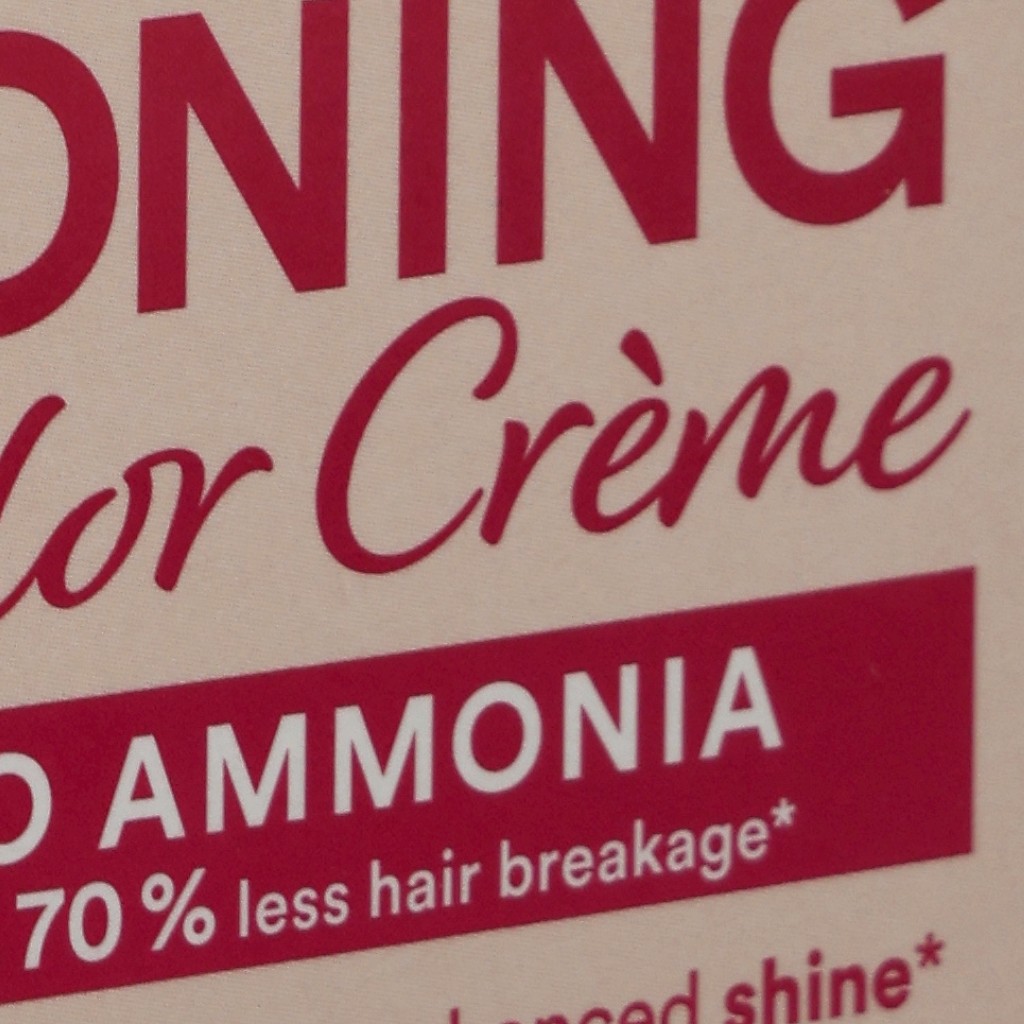 ONING
lor Crème
O AMMONIA
70% less hair breakage*
shine*